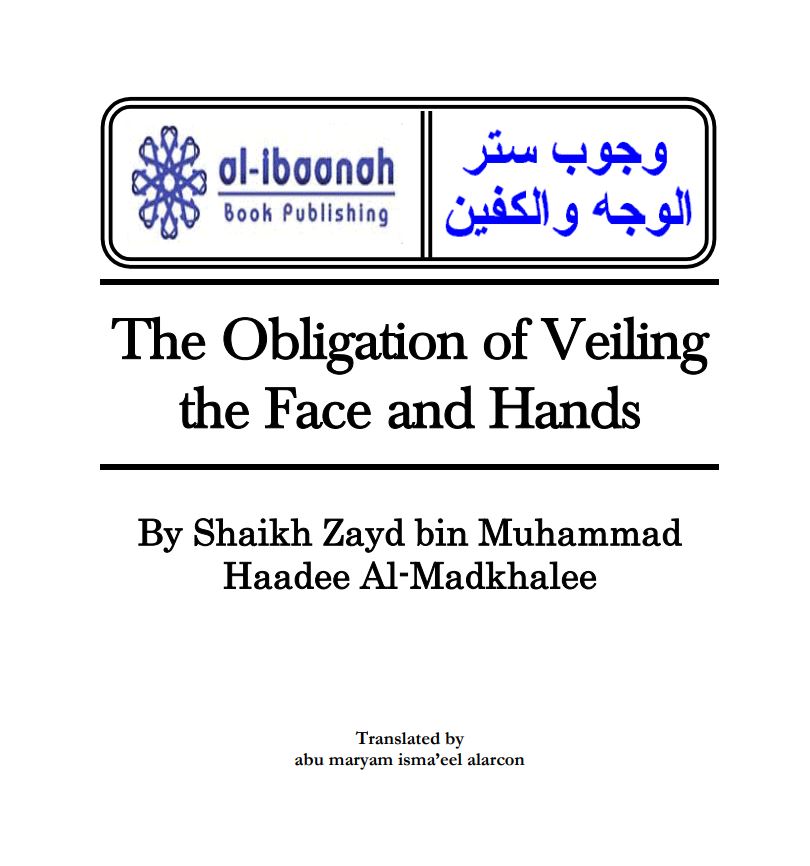 al-ibaanah
Book Publishing
وجوب ستر
الوجه والكفين
The Obligation of Veiling
the Face and Hands
By Shaikh Zayd bin Muhammad
Haadee Al-Madkhalee
Translated by
abu maryam isma’eel alarcon